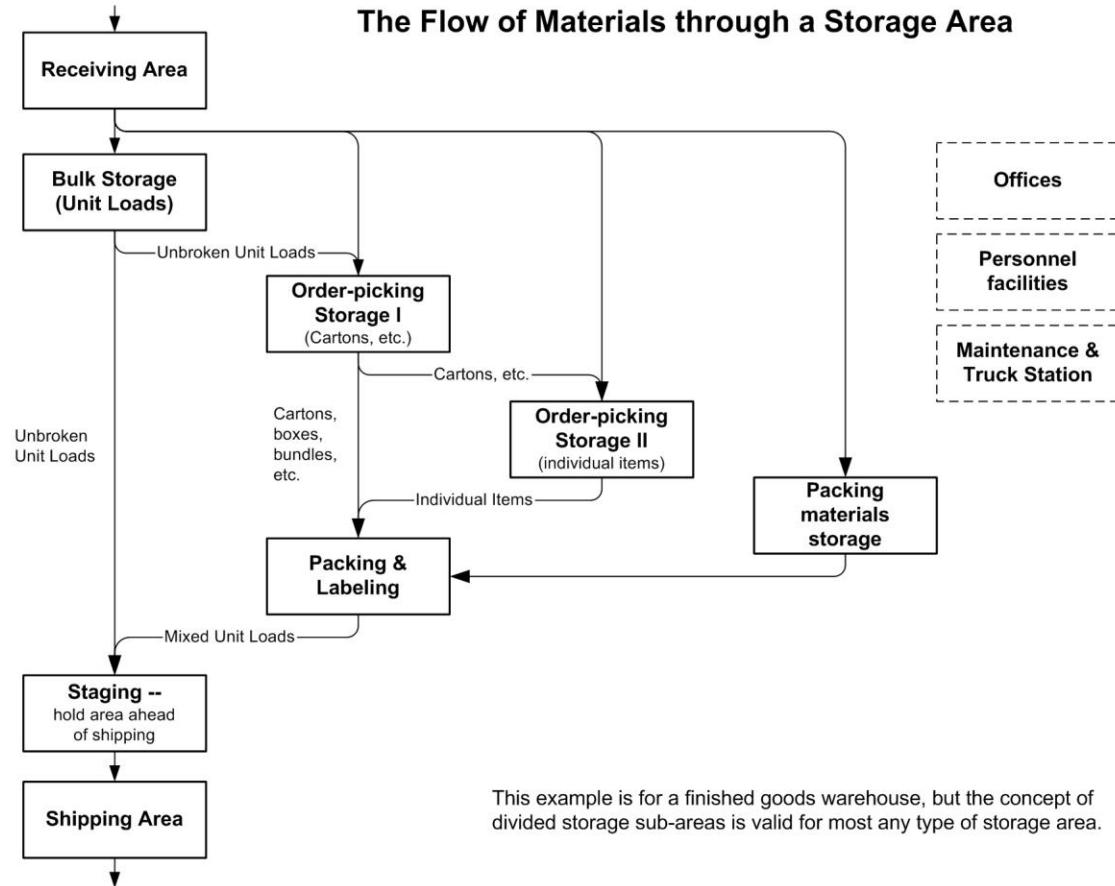 The Flow of Materials through a Storage Area
Receiving Area
Bulk Storage
(Unit Loads)
Offices
Unbroken Unit Loads
Personnel
facilities
Order-picking
Storage I
(Cartons, etc.)
Maintenance &
Truck Station
Cartons, etc.
Cartons,
boxes,
bundles,
etc.
Order-picking
Storage II
(individual items)
Unbroken
Unit Loads
Individual Items
Packing
materials
storage
Packing &
Labeling
Mixed Unit Loads
Staging --
hold area ahead
of shipping
Shipping Area
This example is for a finished goods warehouse, but the concept of
divided storage sub-areas is valid for most any type of storage area.